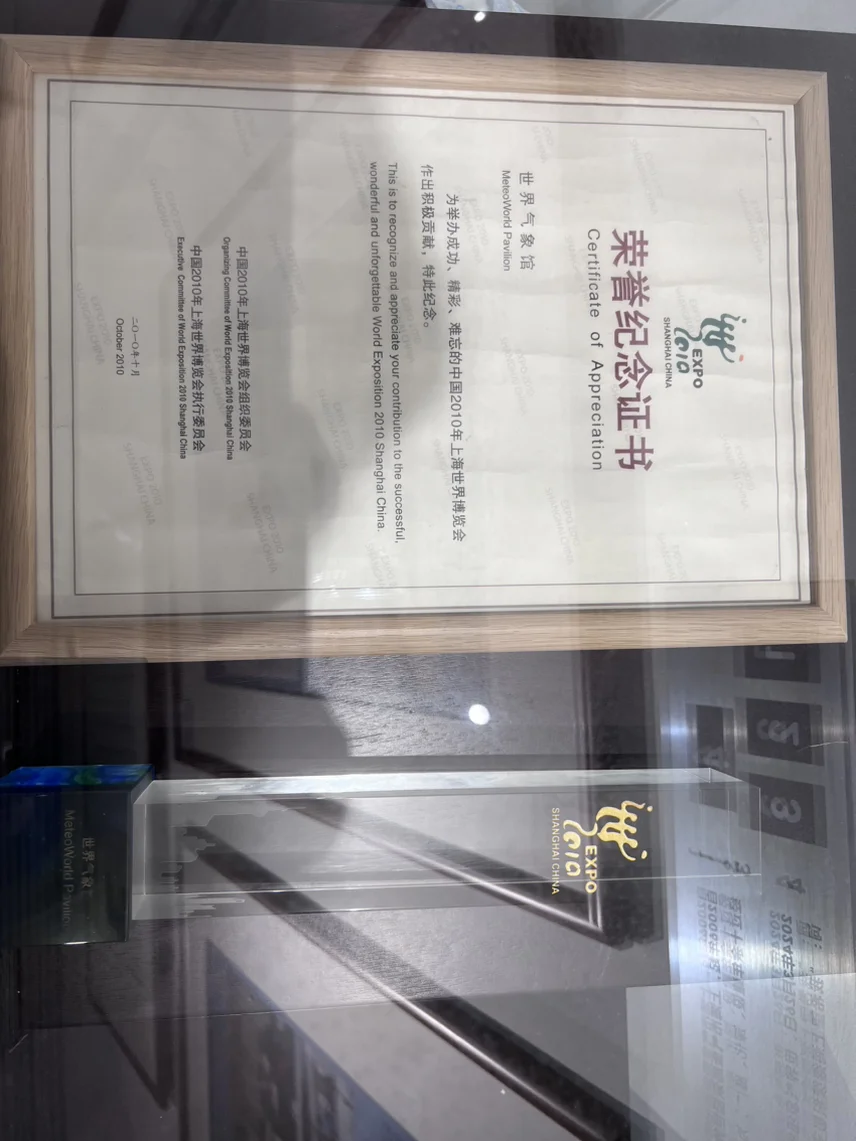 EXPO
2010
SHANGHAI CHINA
荣誉纪念证书
Certificate of Appreciation
世界气象馆
MeteoWorld Pavilion
为举办成功、精彩、难忘的中国2010年上海世界博览会
作出积极贡献，特此纪念。
This is to recognize and appreciate your contribution to the successful,
wonderful and unforgettable World Exposition 2010 Shanghai China.
中国2010年上海世界博览会组织委员会
Organizing Committee of World Exposition 2010 Shanghai China
中国2010年上海世界博览会执行委员会
Executive Committee of World Exposition 2010 Shanghai China
二〇一〇年十月
October 2010
EXPO
2010
SHANGHAI CHINA
世界气象
MeteoWorld Pavilion